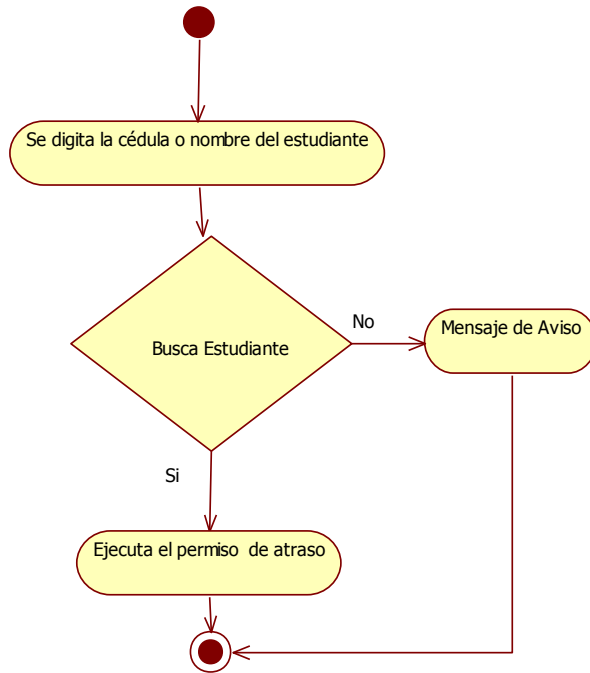 Se digita la cédula o nombre del estudiante
No
Mensaje de Aviso
Busca Estudiante
Si
Ejecuta el permiso de atraso